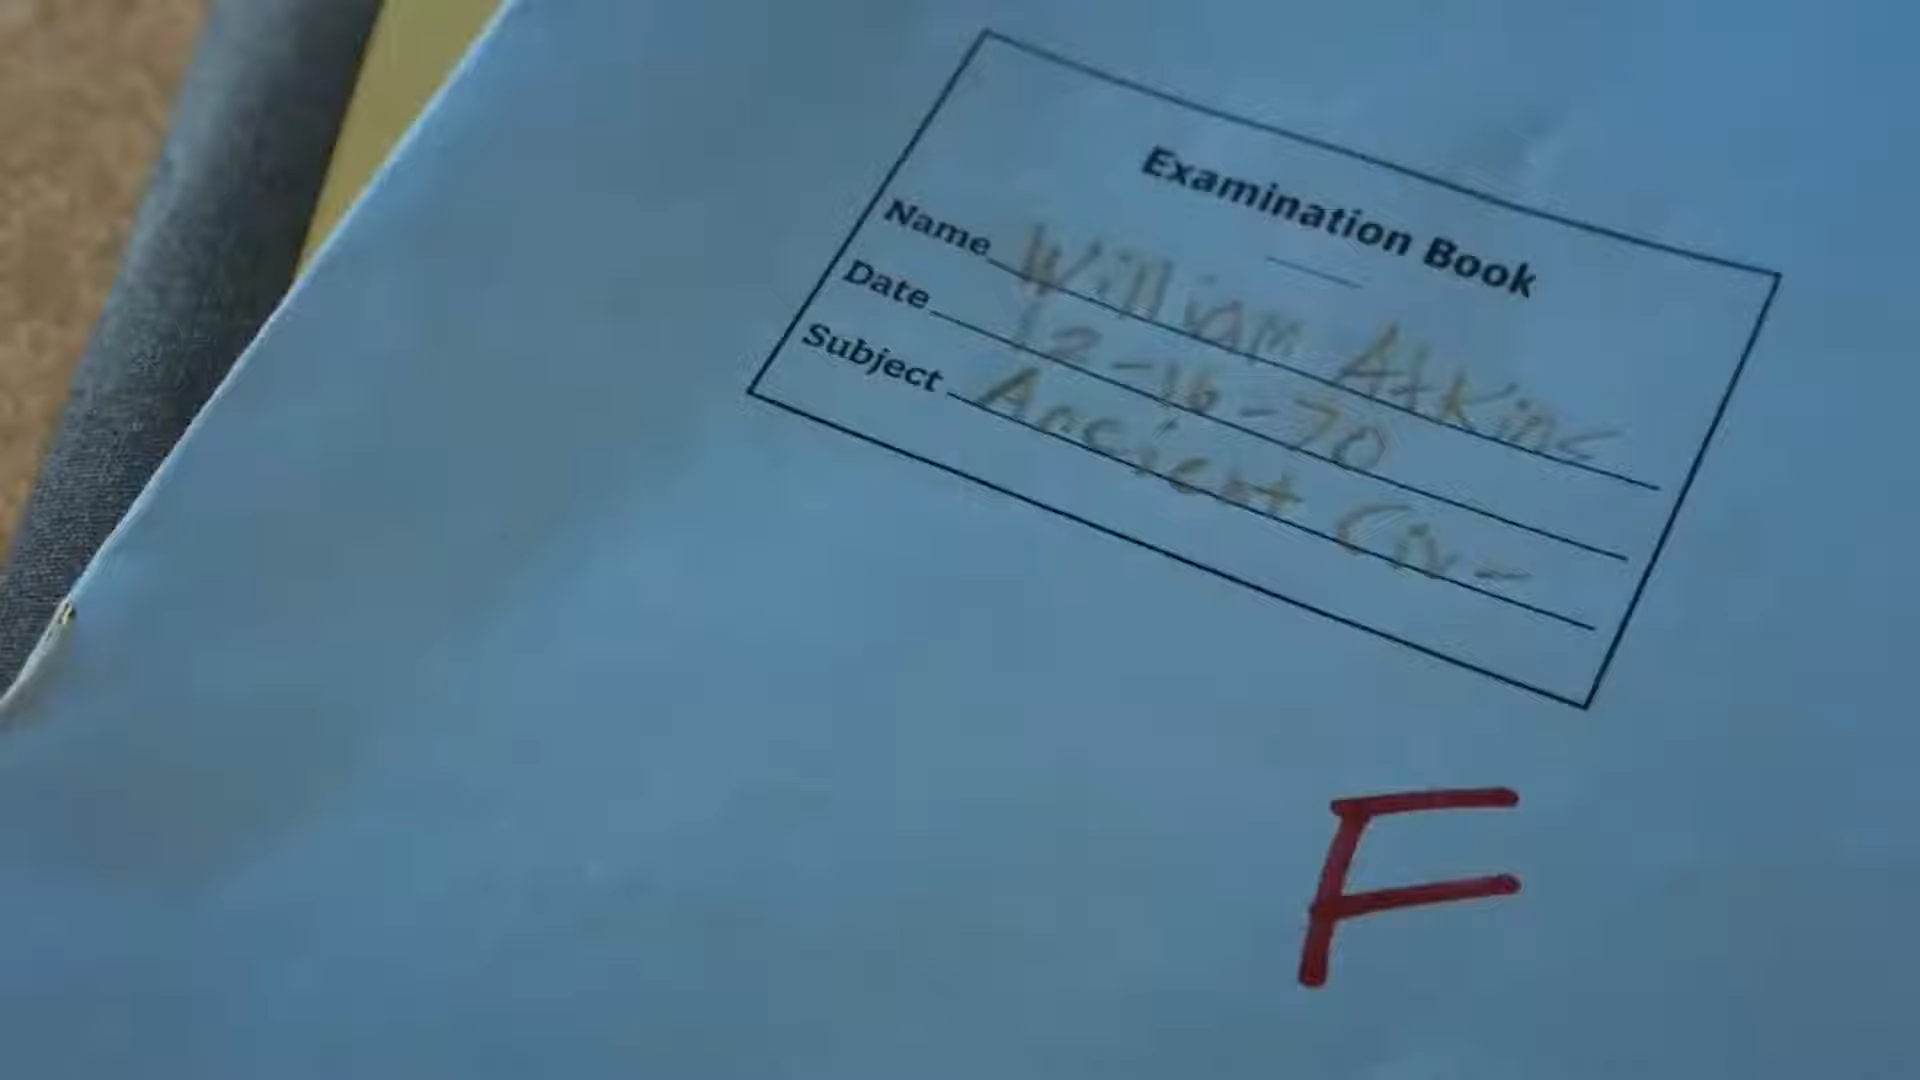 Examination Book
Name William Atkins
Date 12-16-70
Subject Ancient Civ-
F